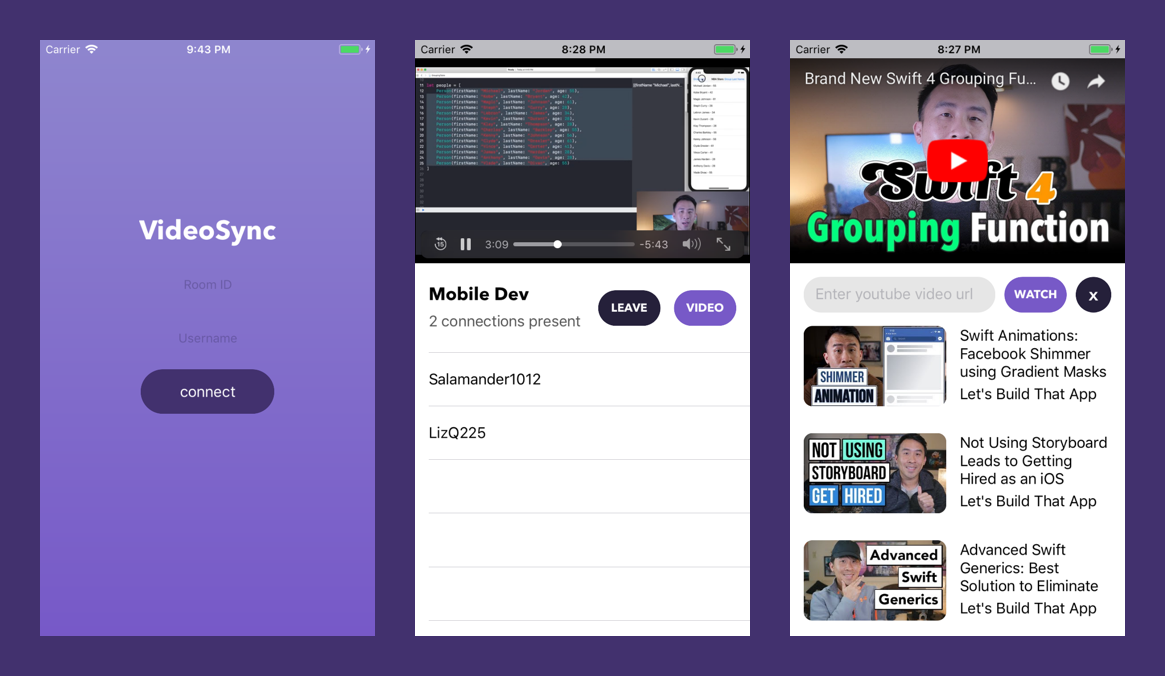 Carrier 9:43 PM
VideoSync
Room ID
Username
connect
Carrier 8:28 PM
var people = [
15
3:09 -5:43
Mobile Dev
2 connections present
LEAVE
VIDEO
Salamander1012
LizQ225
Carrier 8:27 PM
Brand New Swift 4 Grouping Fu...
Swift 4
Grouping Function
Enter youtube video url
WATCH
x
SHIMMER
ANIMATION
Swift Animations:
Facebook Shimmer
using Gradient Masks
Let's Build That App
NOT USING
STORYBOARD
GET HIRED
Not Using Storyboard
Leads to Getting
Hired as an iOS
Let's Build That App
Advanced
Swift
Generics
Advanced Swift
Generics: Best
Solution to Eliminate
Let's Build That App